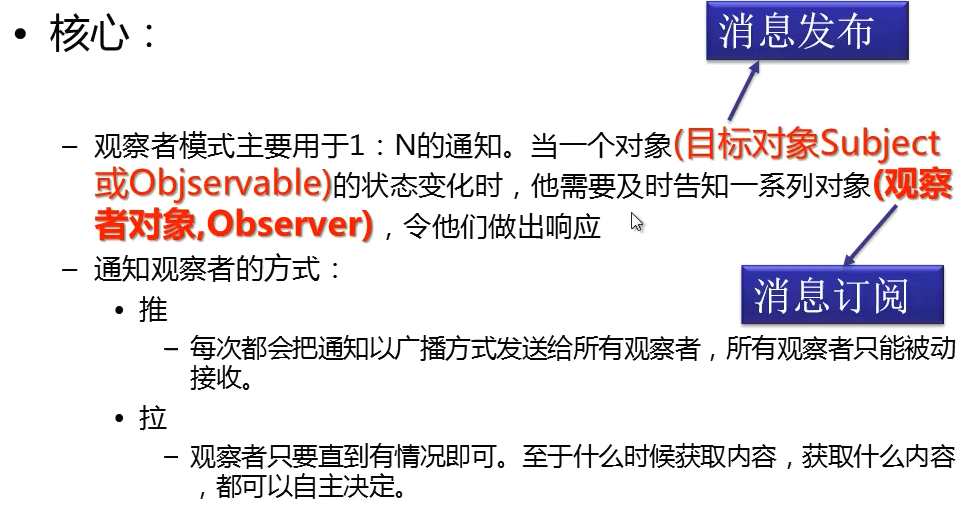 • 核心：
消息发布
– 观察者模式主要用于1：N的通知。当一个对象(目标对象Subject
或Objservable)的状态变化时，他需要及时告知一系列对象(观察
者对象,Observer)，令他们做出响应
– 通知观察者的方式：
消息订阅
• 推
– 每次都会把通知以广播方式发送给所有观察者，所有观察者只能被动
接收。
• 拉
– 观察者只要直到有情况即可。至于什么时候获取内容，获取什么内容
，都可以自主决定。